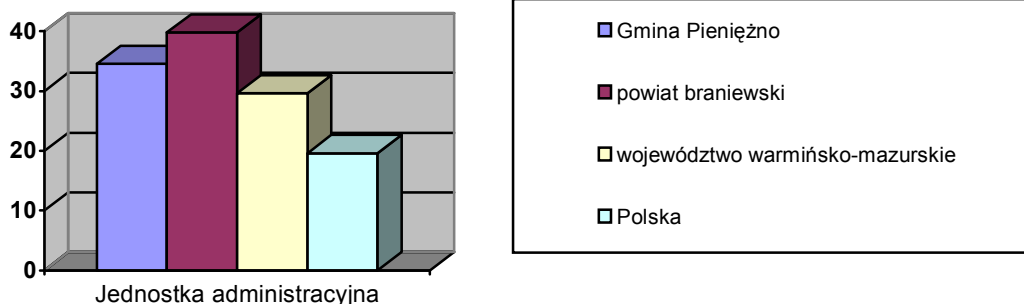 40
30
20
10
0
Jednostka administracyjna
Gmina Pieniężno
powiat braniewski
województwo warmińsko-mazurskie
Polska